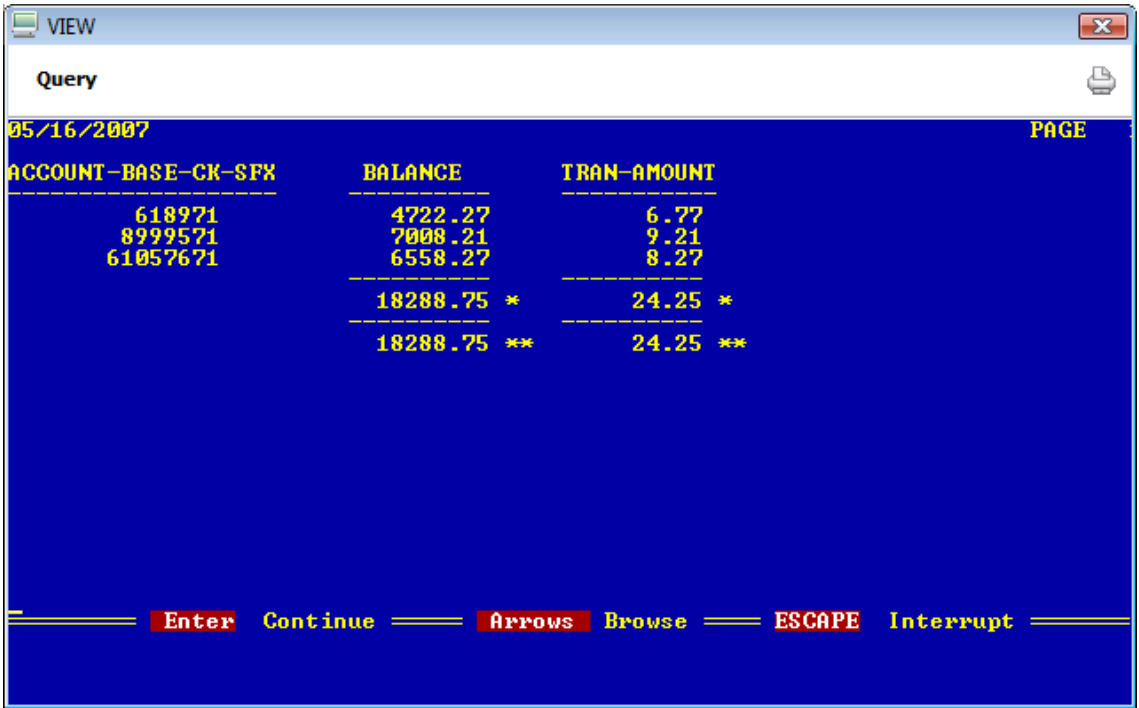 VIEW
Query
05/16/2007 PAGE
ACCOUNT-BASE-CK-SFX BALANCE TRAN-AMOUNT
618971 4722.27 6.77
8999571 7008.21 9.21
61057671 6558.27 8.27
18288.75 * 24.25 *
18288.75 ** 24.25 **
Enter Continue Arrows Browse ESCAPE Interrupt